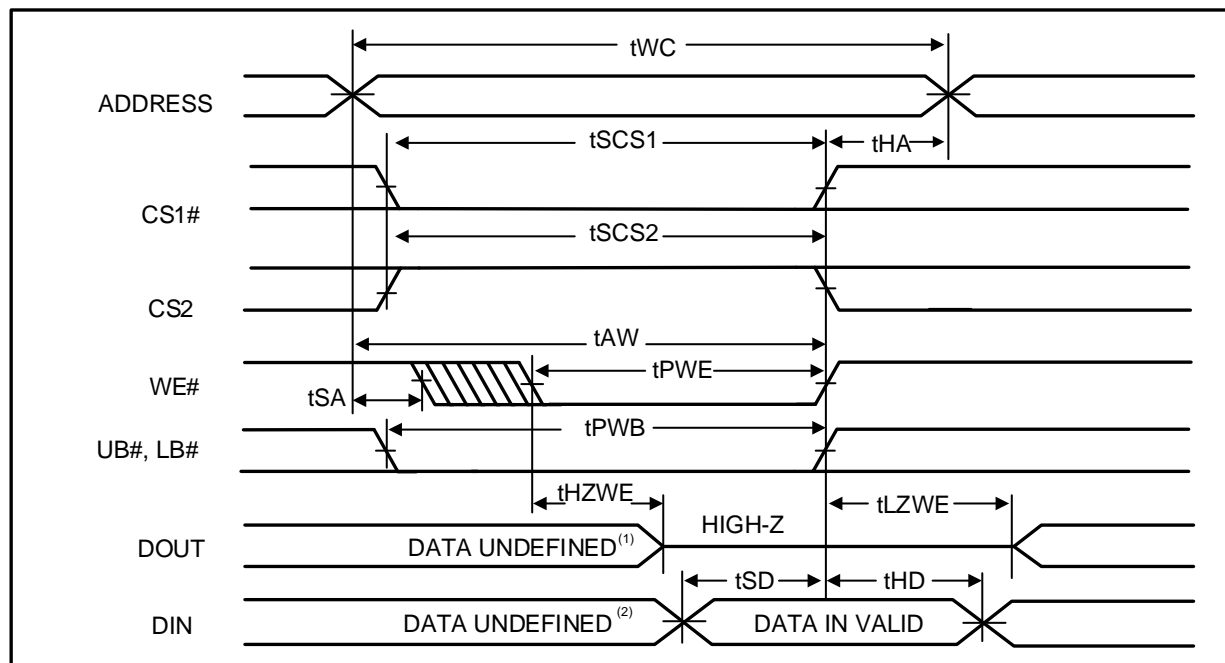 tWC
ADDRESS
tSCS1
tHA
CS1#
tSCS2
CS2
tAW
WE#
tPWE
tSA
tPWB
UB#, LB#
tHZWE
tLZWE
HIGH-Z
DOUT
DATA UNDEFINED (1)
tSD
tHD
DIN
DATA UNDEFINED (2)
DATA IN VALID